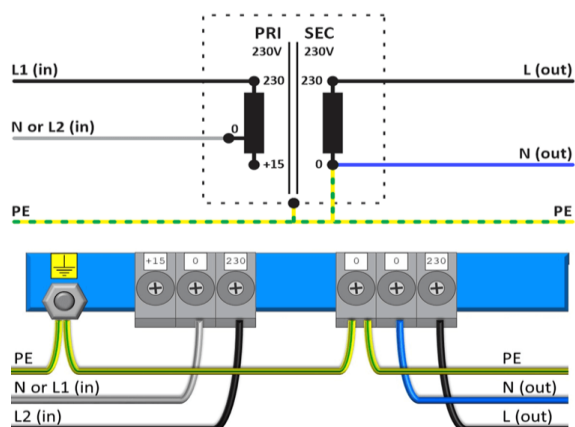 PRI SEC
230V 230V
L1 (in) 230 230 L (out)
N or L2 (in) 0
N (out)
+15 0
PE PE
+15 0 230 0 0 230
PE PE
N or L1 (in) N (out)
L2 (in) L (out)